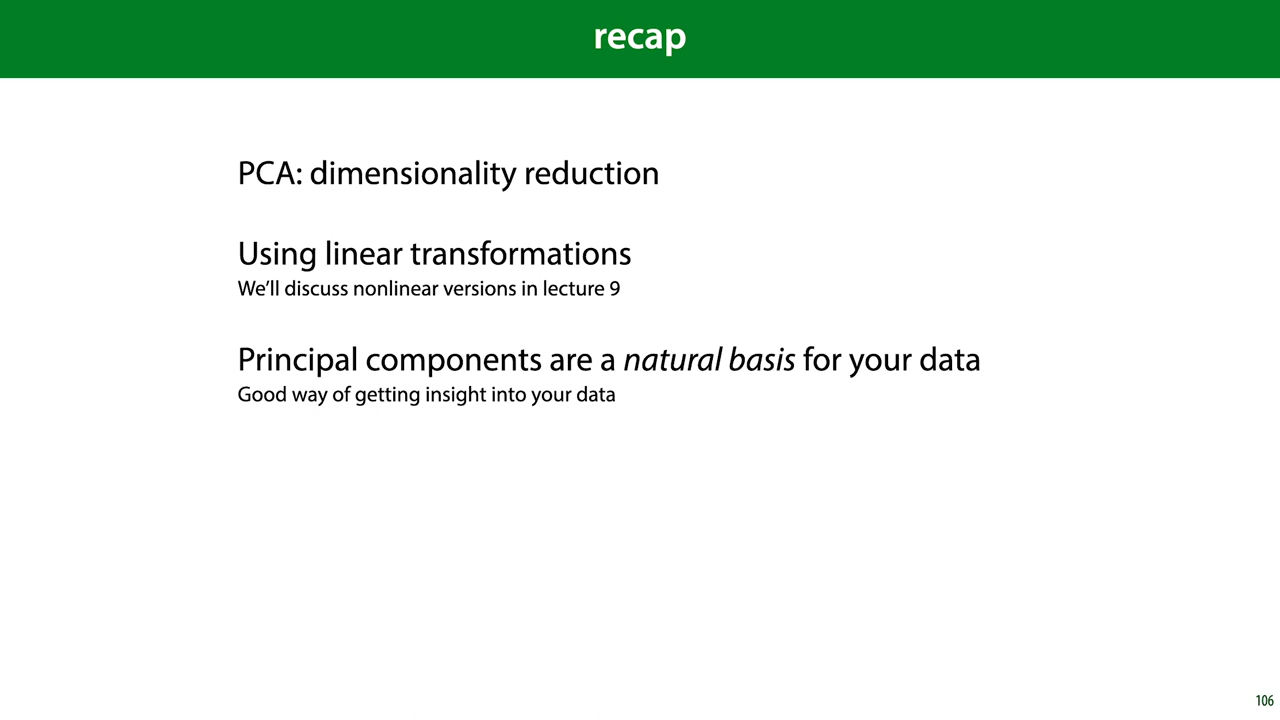 recap
PCA: dimensionality reduction
Using linear transformations
We'll discuss nonlinear versions in lecture 9
Principal components are a natural basis for your data
Good way of getting insight into your data
106